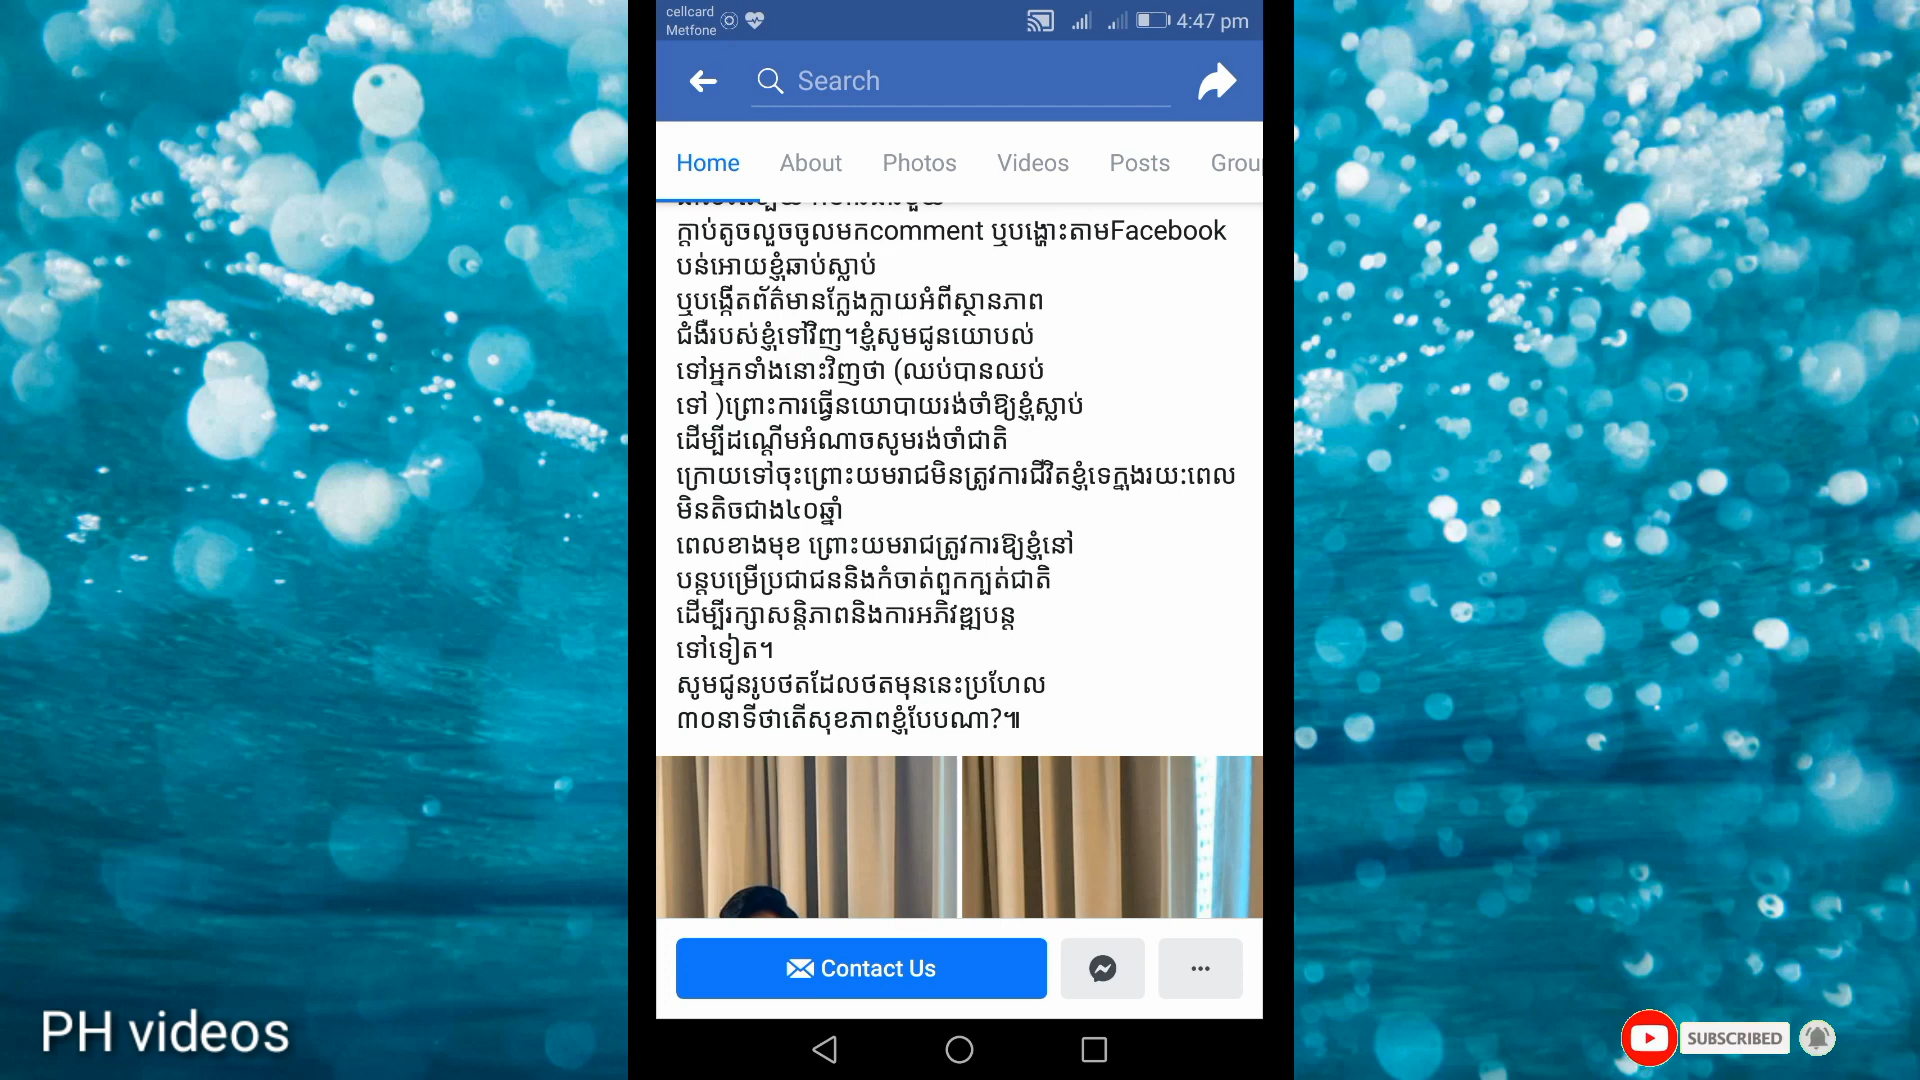 cellcard
Metfone
4:47 pm
Search
Home About Photos Videos Posts Grou
ក្តាប់តូចលួចចូលមកcomment ឬបង្ហោះតាមFacebook
បន់អោយខ្ញុំឆាប់ស្លាប់
ឬបង្កើតព័ត៌មានក្លែងក្លាយអំពីស្ថានភាព
ជំងឺរបស់ខ្ញុំទៅវិញ។ខ្ញុំសូមជូនយោបល់
ទៅអ្នកទាំងនោះវិញថា (ឈប់បានឈប់
ទៅ )ព្រោះការធ្វើនយោបាយរង់ចាំឱ្យខ្ញុំស្លាប់
ដើម្បីដណ្តើមអំណាចសូមរង់ចាំជាតិ
ក្រោយទៅចុះព្រោះយមរាជមិនត្រូវការជីវិតខ្ញុំទេក្នុងរយៈពេល
មិនតិចជាង៤០ឆ្នាំ
ពេលខាងមុខ ព្រោះយមរាជត្រូវការឱ្យខ្ញុំនៅ
បន្តបម្រើប្រជាជននិងកំចាត់ពួកក្បត់ជាតិ
ដើម្បីរក្សាសន្តិភាពនិងការអភិវឌ្ឍបន្ត
ទៅទៀត។
សូមជូនរូបថតដែលថតមុននេះប្រហែល
៣០នាទីថាតើសុខភាពខ្ញុំបែបណា?៕
Contact Us
PH videos
SUBSCRIBED